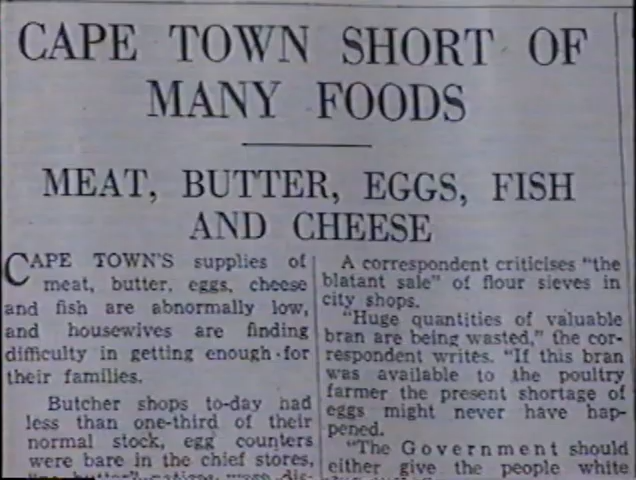 CAPE TOWN SHORT OF
MANY FOODS
MEAT, BUTTER, EGGS, FISH
AND CHEESE
CAPE TOWN'S supplies of
meat, butter, eggs, cheese
and fish are abnormally low,
and housewives are finding
difficulty in getting enough for
their families.
Butcher shops to-day had
less than one-third of their
normal stock, egg counters
were bare in the chief stores,
A correspondent criticises "the
blatant sale" of flour sieves in
city shops.
"Huge quantities of valuable
bran are being wasted," the cor-
respondent writes. "If this bran
was available to the poultry
farmer the present shortage of
eggs might never have hap-
pened.
"The Government should
either give the people white